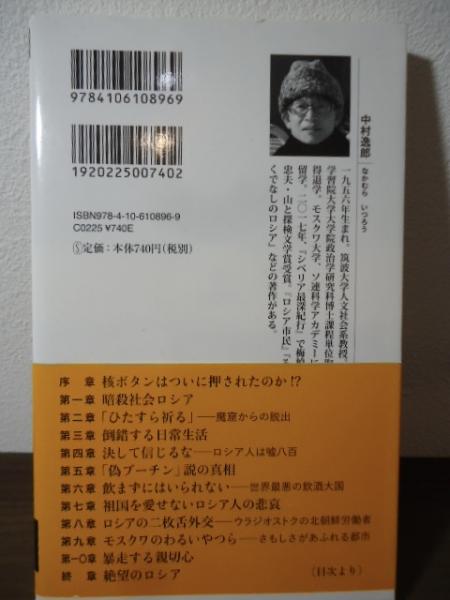 9784106108969
1920225007402
ISBN978-4-10-610896-9
C0225 ¥740E
Ⓢ定価：本体740円(税別)
中村逸郎
なかむら いつろう
一九五六年生まれ。筑波大学人文社会系教授。
学習院大学大学院政治学研究科博士課程単位取
得退学。モスクワ大学、ソ連科学アカデミーに
留学。二〇一七年、『シベリア最深紀行』で梅棹
忠夫・山と探検文学賞受賞。『ロシア市民』『ろ
くでなしのロシア』などの著作がある。
序 章 核ボタンはついに押されたのか!?
第一章 暗殺社会ロシア
第二章「ひたすら祈る」──魔窟からの脱出
第三章 倒錯する日常生活
第四章 決して信じるな──ロシア人は嘘八百
第五章「偽プーチン」説の真相
第六章 飲まずにはいられない──世界最悪の飲酒大国
第七章 祖国を愛せないロシア人の悲哀
第八章 ロシアの二枚舌外交──ウラジオストクの北朝鮮労働者
第九章 モスクワのわるいやつら──さもしさがあふれる都市
第一〇章 暴走する親切心
終 章 絶望のロシア
（目次より）